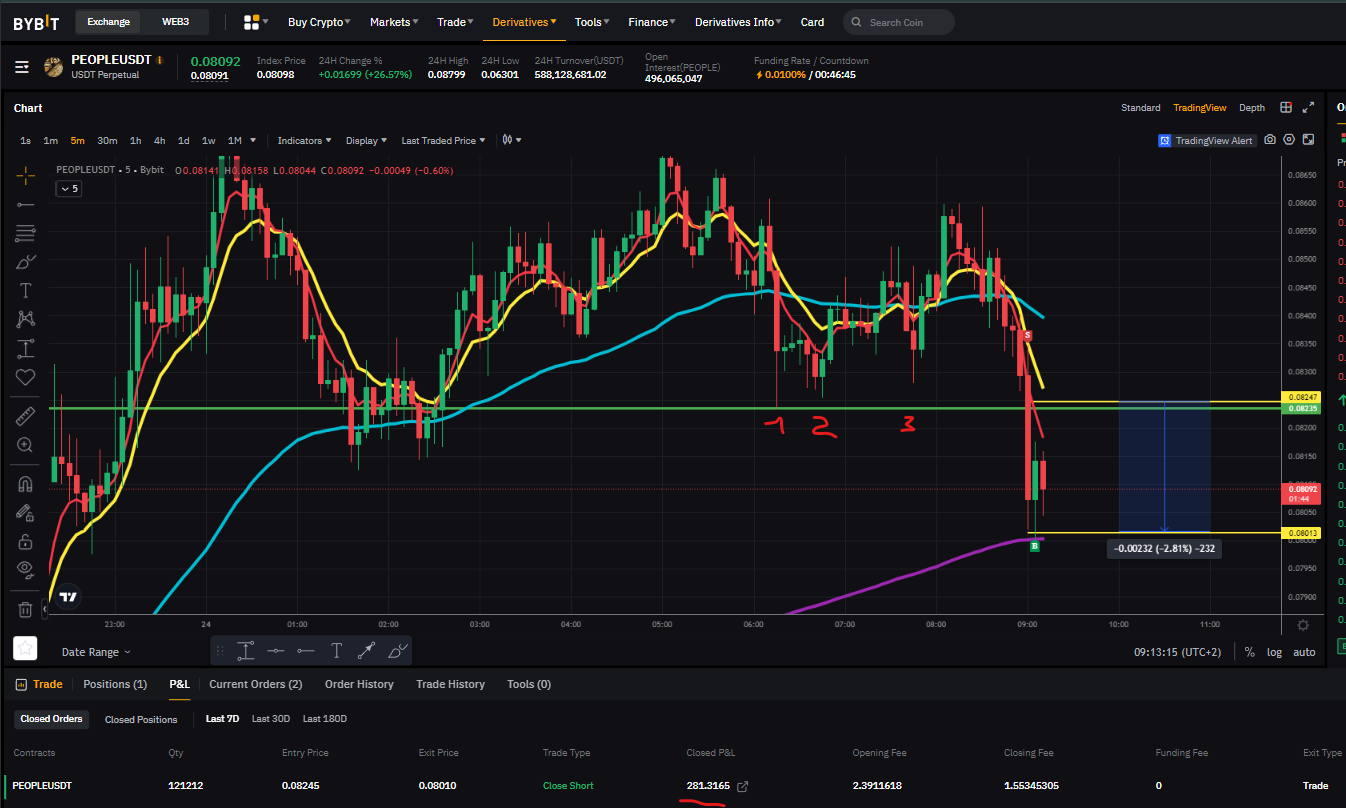 BYBIT Exchange WEB3 Buy Crypto Markets Trade Derivatives Tools Finance Derivatives Info Card Search Coin
PEOPLEUSDT 0.08092 Index Price 24H Change % 24H High 24H Low 24H Turnover(USDT) Open Interest(PEOPLE) Funding Rate / Countdown
USDT Perpetual 0.08091 0.08098 +0.01699 (+26.57%) 0.08799 0.06301 588,128,681.02 496,065,047 0.0100% / 00:46:45
Chart Standard TradingView Depth
1s 1m 5m 30m 1h 4h 1d 1w 1M Indicators Display Last Traded Price TradingView Alert
PEOPLEUSDT • 5 • Bybit O0.08141 H0.08158 L0.08044 C0.08092 −0.00049 (−0.60%)
5
0.08650
0.08600
0.08550
0.08500
0.08450
0.08400
S
0.08350
0.08300
0.08247
0.08235
1 2 3
0.08200
0.08150
0.08092
01:44
0.08050
0.08013
0.08000
B
−0.00232 (−2.81%) −232
0.07950
0.07900
23:00 24 01:00 02:00 03:00 04:00 05:00 06:00 07:00 08:00 09:00 10:00 11:00
Date Range T 09:13:15 (UTC+2) % log auto
Trade Positions (1) P&L Current Orders (2) Order History Trade History Tools (0)
Closed Orders Closed Positions Last 7D Last 30D Last 180D
Contracts Qty Entry Price Exit Price Trade Type Closed P&L Opening Fee Closing Fee Funding Fee Exit Type
PEOPLEUSDT 121212 0.08245 0.08010 Close Short 281.3165 2.3911618 1.55345305 0 Trade